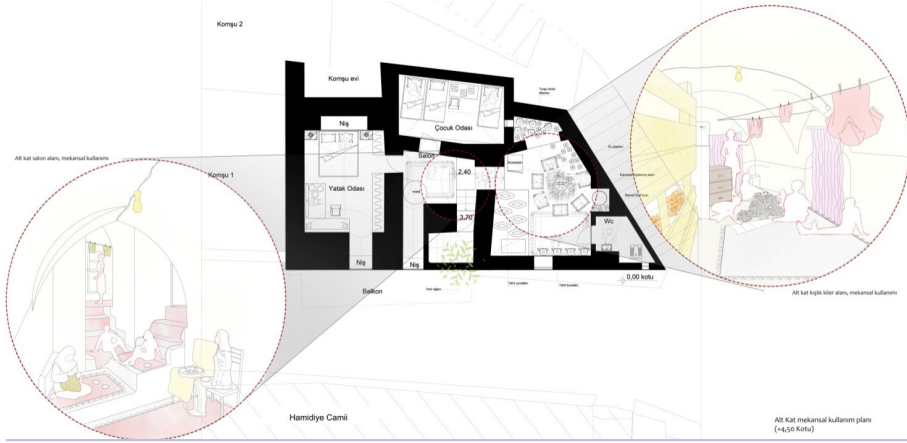 Komşu 2
Komşu evi
Niş
Çocuk Odası
Alt kat salon alanı, mekansal kullanımı
Komşu 1
Salon
2,40
Yatak Odası
3,70
Wc
Niş
Niş
0,00 kotu
Balkon
Alt kat kışlık kiler alanı, mekansal kullanımı
Hamidiye Camii
Alt Kat mekansal kullanım planı
(+4,50 Kotu)